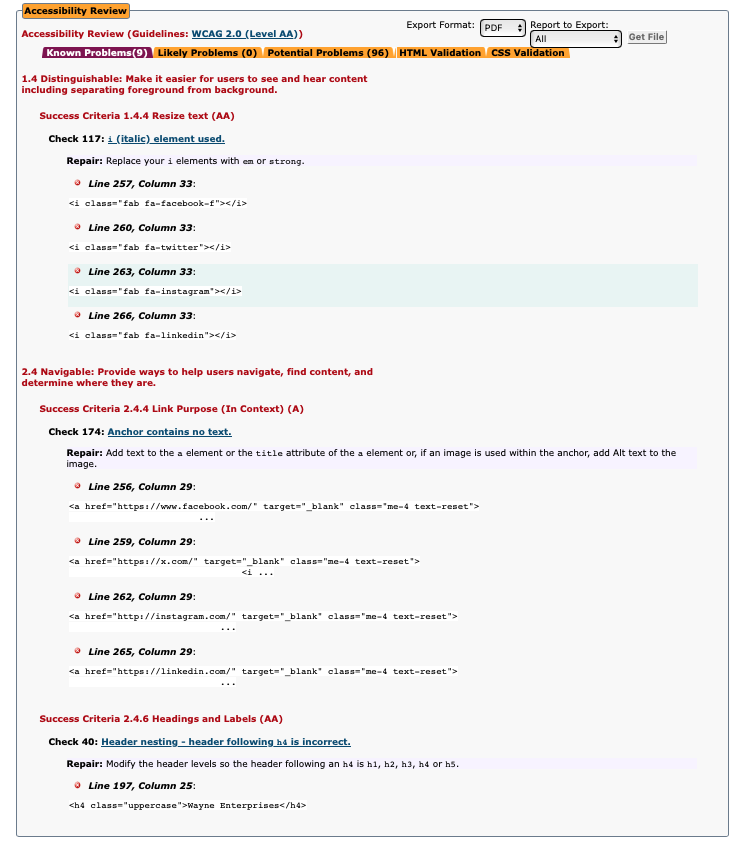 Accessibility Review
Export Format: PDF Report to Export:
Accessibility Review (Guidelines: WCAG 2.0 (Level AA))
All Get File
Known Problems(9) Likely Problems (0) Potential Problems (96) HTML Validation CSS Validation
1.4 Distinguishable: Make it easier for users to see and hear content
including separating foreground from background.
Success Criteria 1.4.4 Resize text (AA)
Check 117: i (italic) element used.
Repair: Replace your i elements with em or strong.
Line 257, Column 33:
<i class="fab fa-facebook-f"></i>
Line 260, Column 33:
<i class="fab fa-twitter"></i>
Line 263, Column 33:
<i class="fab fa-instagram"></i>
Line 266, Column 33:
<i class="fab fa-linkedin"></i>
2.4 Navigable: Provide ways to help users navigate, find content, and
determine where they are.
Success Criteria 2.4.4 Link Purpose (In Context) (A)
Check 174: Anchor contains no text.
Repair: Add text to the a element or the title attribute of the a element or, if an image is used within the anchor, add Alt text to the
image.
Line 256, Column 29:
<a href="https://www.facebook.com/" target="_blank" class="me-4 text-reset">
...
Line 259, Column 29:
<a href="https://x.com/" target="_blank" class="me-4 text-reset">
<i ...
Line 262, Column 29:
<a href="http://instagram.com/" target="_blank" class="me-4 text-reset">
...
Line 265, Column 29:
<a href="https://linkedin.com/" target="_blank" class="me-4 text-reset">
...
Success Criteria 2.4.6 Headings and Labels (AA)
Check 40: Header nesting - header following h4 is incorrect.
Repair: Modify the header levels so the header following an h4 is h1, h2, h3, h4 or h5.
Line 197, Column 25:
<h4 class="uppercase">Wayne Enterprises</h4>